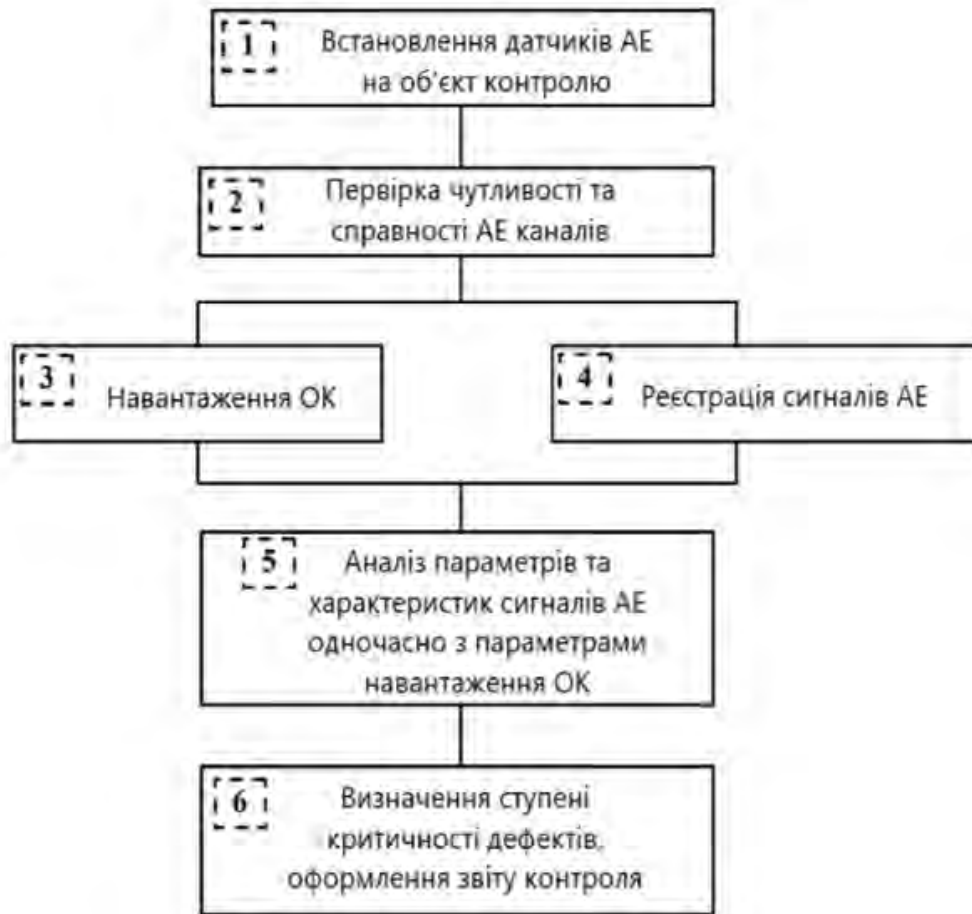 1
Встановлення датчиків АЕ
на об'єкт контролю
2
Первірка чутливості та
справності АЕ каналів
3
Навантаження ОК
4
Реєстрація сигналів АЕ
5
Аналіз параметрів та
характеристик сигналів АЕ
одночасно з параметрами
навантаження ОК
6
Визначення ступені
критичності дефектів,
оформлення звіту контроля